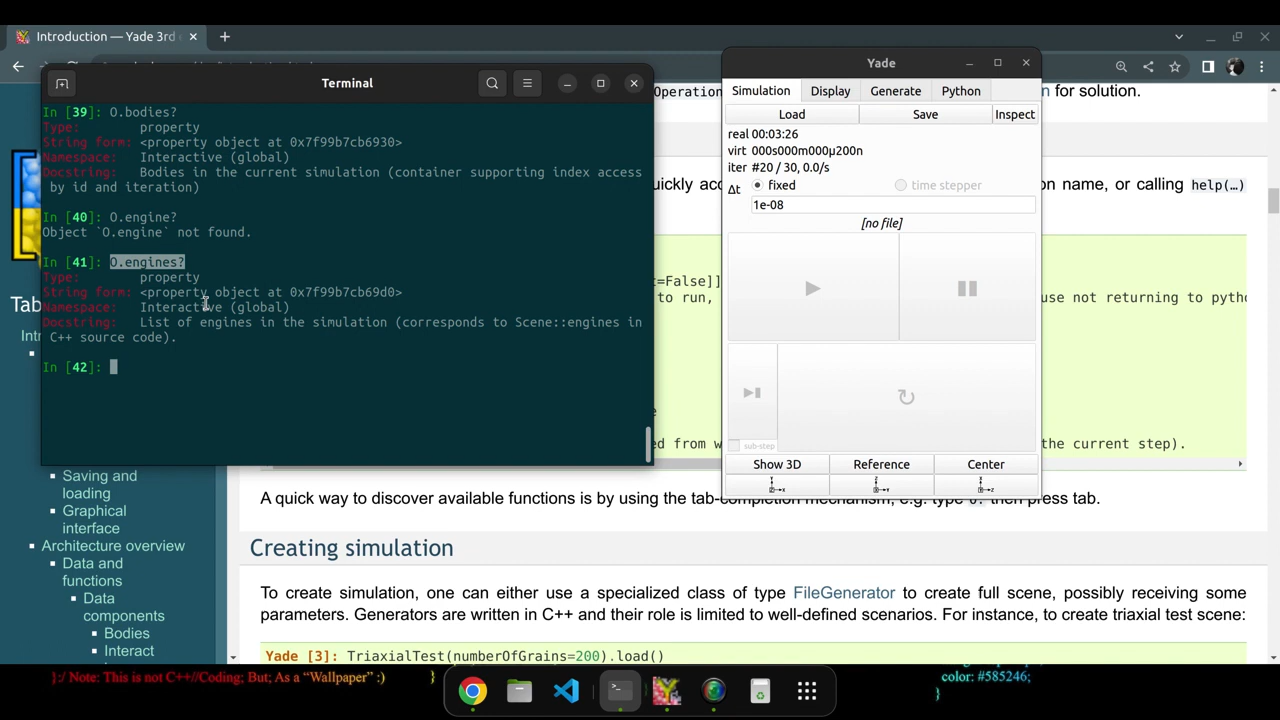 Introduction — Yade 3rd
Terminal
In [39]: O.bodies?
Type: property
String form: <property object at 0x7f99b7cb6930>
Namespace: Interactive (global)
Docstring: Bodies in the current simulation (container supporting index access
by id and iteration)
In [40]: O.engine?
Object `O.engine` not found.
In [41]: O.engines?
Type: property
String form: <property object at 0x7f99b7cb69d0>
Namespace: Interactive (global)
Docstring: List of engines in the simulation (corresponds to Scene::engines in
C++ source code).
In [42]:
Yade
Simulation Display Generate Python
Load Save Inspect
real 00:03:26
virt 000s000m000µ200n
iter #20 / 30, 0.0/s
Δt fixed time stepper
1e-08
[no file]
sub-step
Show 3D Reference Center
Operation
n for solution.
quickly acc
on name, or calling help(…)
t=False]]
to run,
use not returning to pytho
e
ed from w
the current step).
Tab
Intr
Saving and
loading
Graphical
interface
Architecture overview
Data and
functions
Data
components
Bodies
Interact
A quick way to discover available functions is by using the tab-completion mechanism, e.g. type O. then press tab.
Creating simulation
To create simulation, one can either use a specialized class of type FileGenerator to create full scene, possibly receiving some
parameters. Generators are written in C++ and their role is limited to well-defined scenarios. For instance, to create triaxial test scene:
Yade [3]: TriaxialTest(numberOfGrains=200).load()
}:/ Note: This is not C++//Coding; But; As a “Wallpaper” :) }
color: #585246;
}